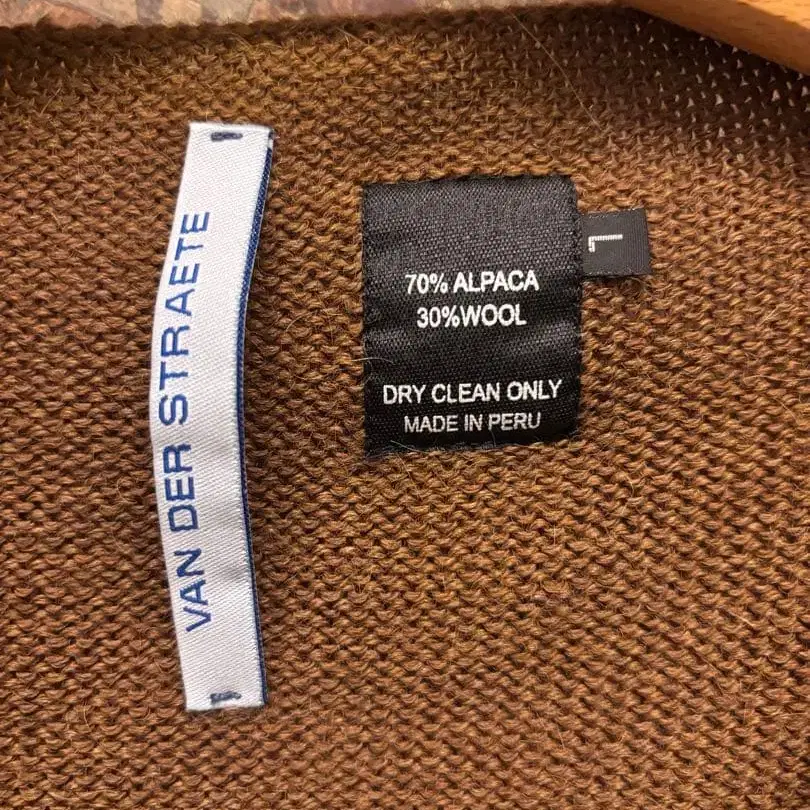 VAN DER STRAETE
70% ALPACA
30%WOOL
DRY CLEAN ONLY
MADE IN PERU
L